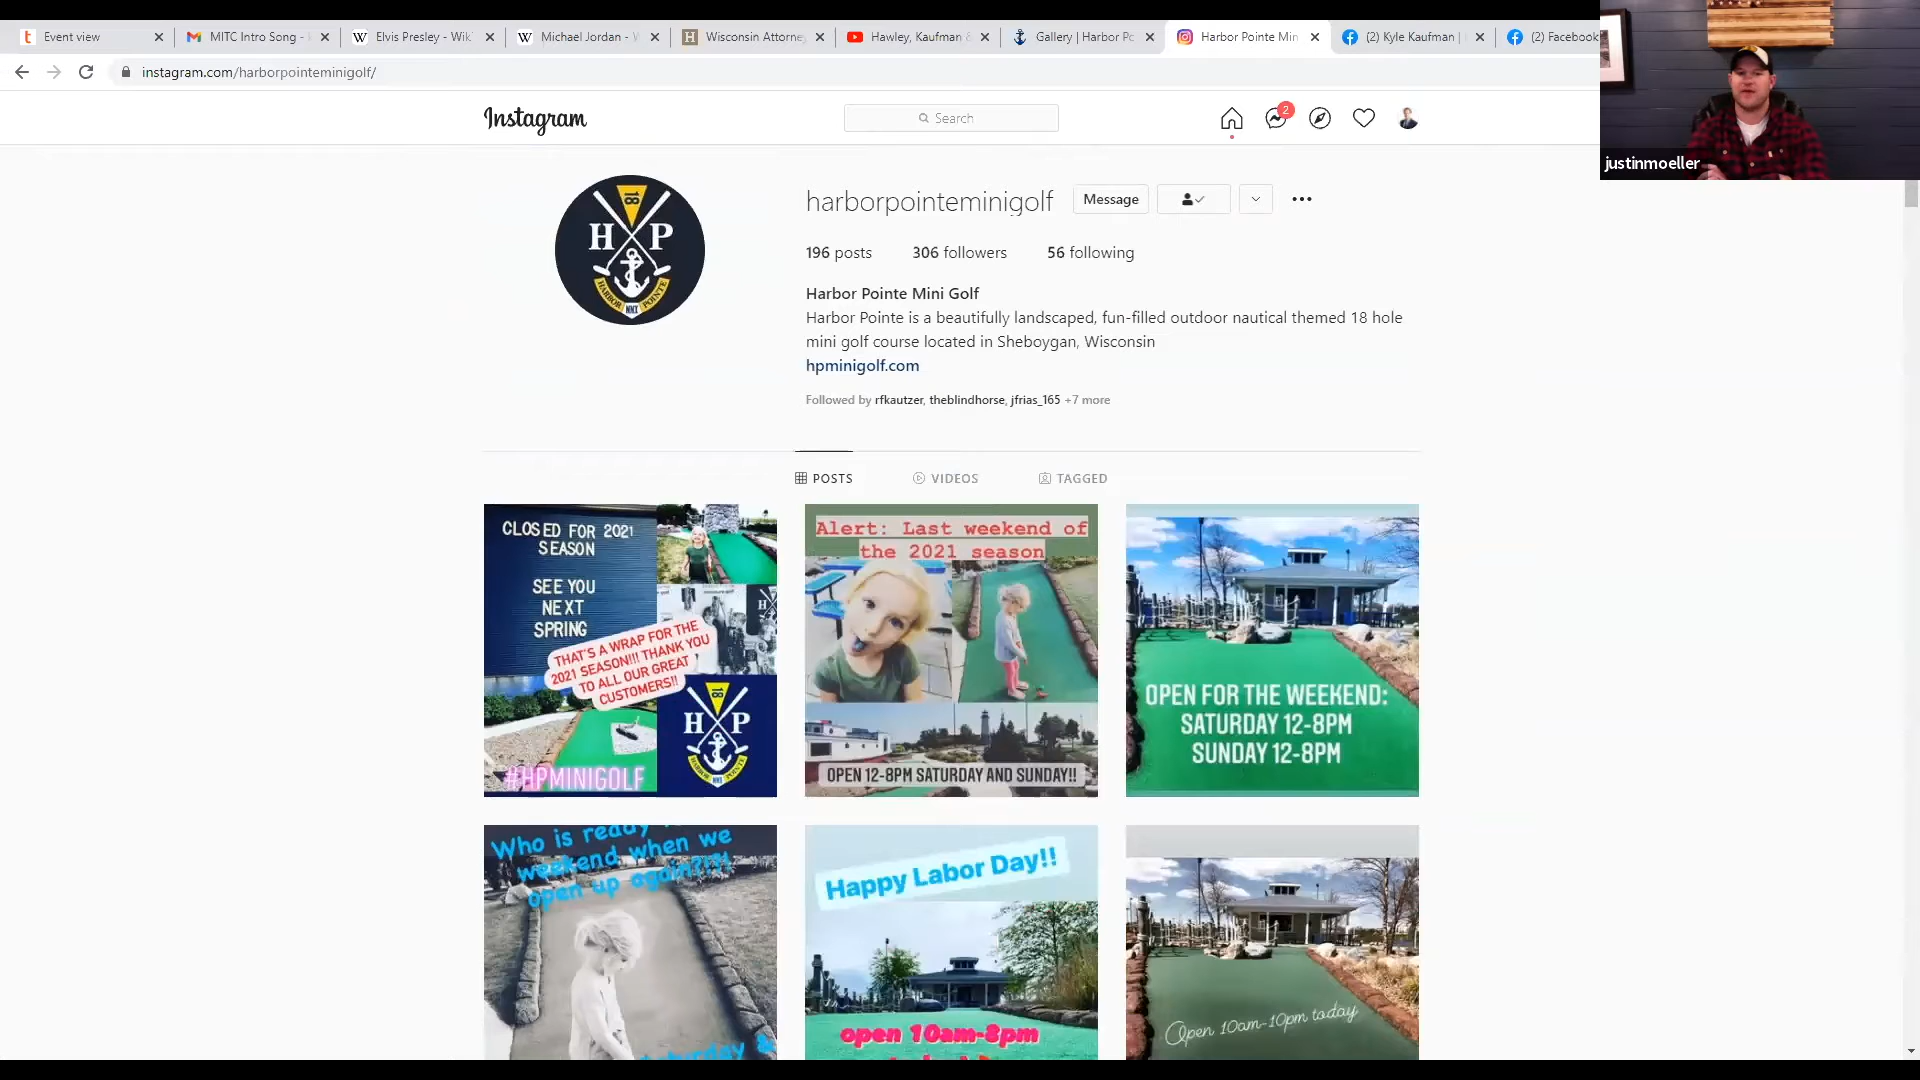 Event view
MITC Intro Song -
Elvis Presley - Wik
Michael Jordan - W
Wisconsin Attorne
Hawley, Kaufman &
Gallery | Harbor Po
Harbor Pointe Min
(2) Kyle Kaufman |
(2) Facebook
instagram.com/harborpointeminigolf/
Instagram
Search
2
justinmoeller
harborpointeminigolf
Message
196 posts 306 followers 56 following
Harbor Pointe Mini Golf
Harbor Pointe is a beautifully landscaped, fun-filled outdoor nautical themed 18 hole
mini golf course located in Sheboygan, Wisconsin
hpminigolf.com
Followed by rfkautzer, theblindhorse, jfrias_165 +7 more
18
H P
HARBOR MINI POINTE
POSTS VIDEOS TAGGED
CLOSED FOR 2021
SEASON
SEE YOU
NEXT
SPRING
THAT'S A WRAP FOR THE
2021 SEASON!!! THANK YOU
TO ALL OUR GREAT
CUSTOMERS!!
18
H P
#HPMINIGOLF
Alert: Last weekend of
the 2021 season
OPEN 12-8PM SATURDAY AND SUNDAY!!
OPEN FOR THE WEEKEND:
SATURDAY 12-8PM
SUNDAY 12-8PM
Who is ready
weekend when we
open up again?!?!
Saturday &
Happy Labor Day!!
open 10am-8pm
Open 10am-10pm today